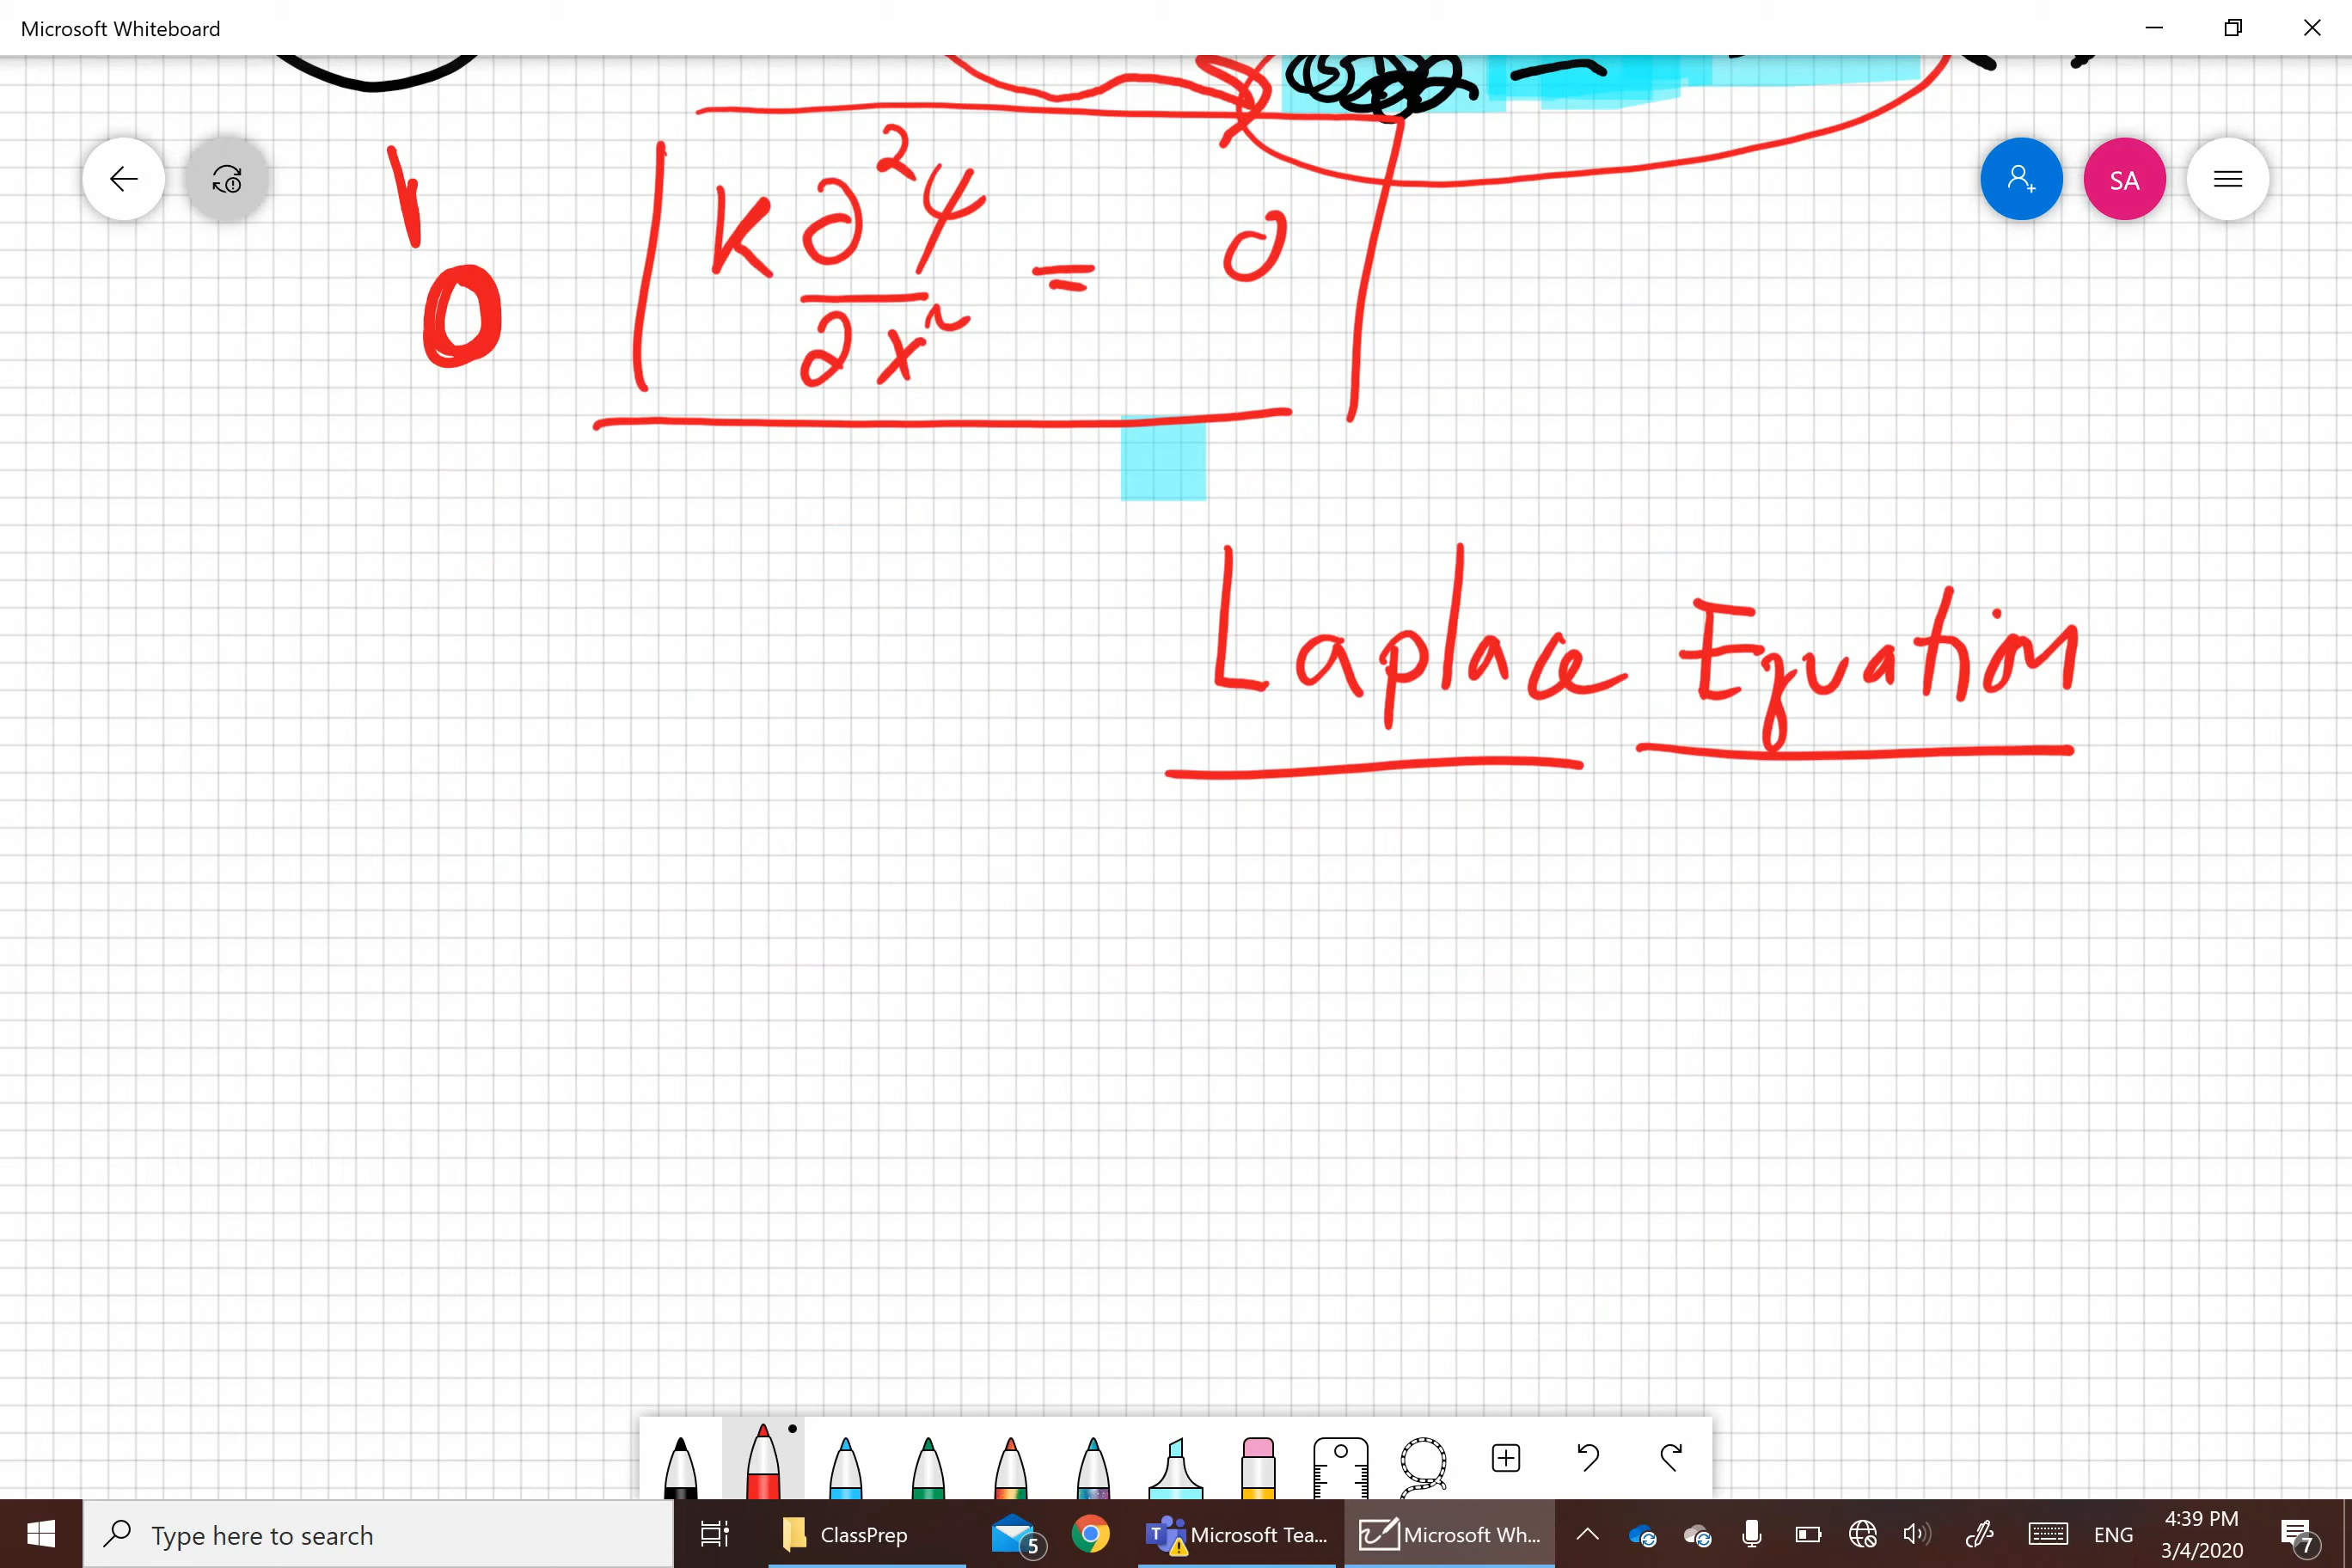 Microsoft Whiteboard
SA
K ∂²ψ = 0
∂x²
0
Laplace Equation
Type here to search
ClassPrep
5
Microsoft Tea...
Microsoft Wh...
ENG
4:39 PM
3/4/2020
7